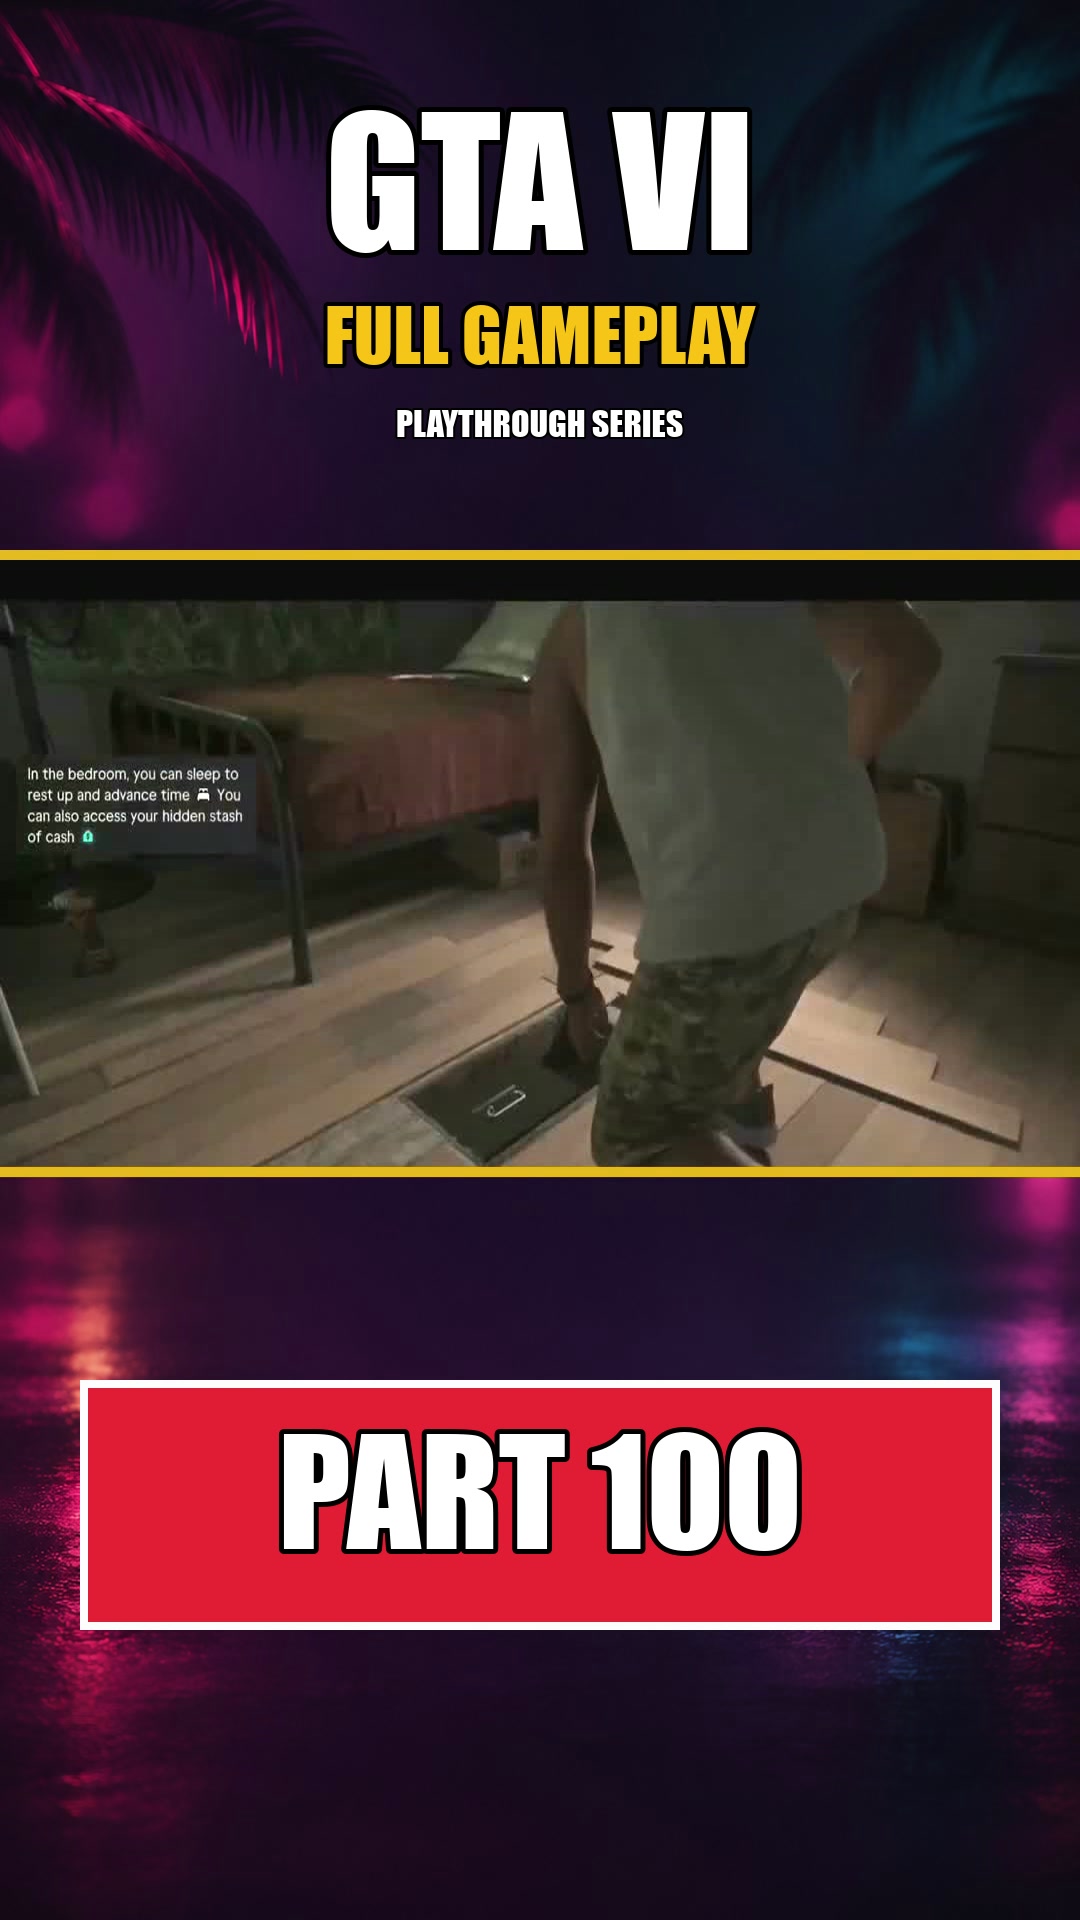 GTA VI
FULL GAMEPLAY
PLAYTHROUGH SERIES
In the bedroom, you can sleep to
rest up and advance time You
can also access your hidden stash
of cash
PART 100